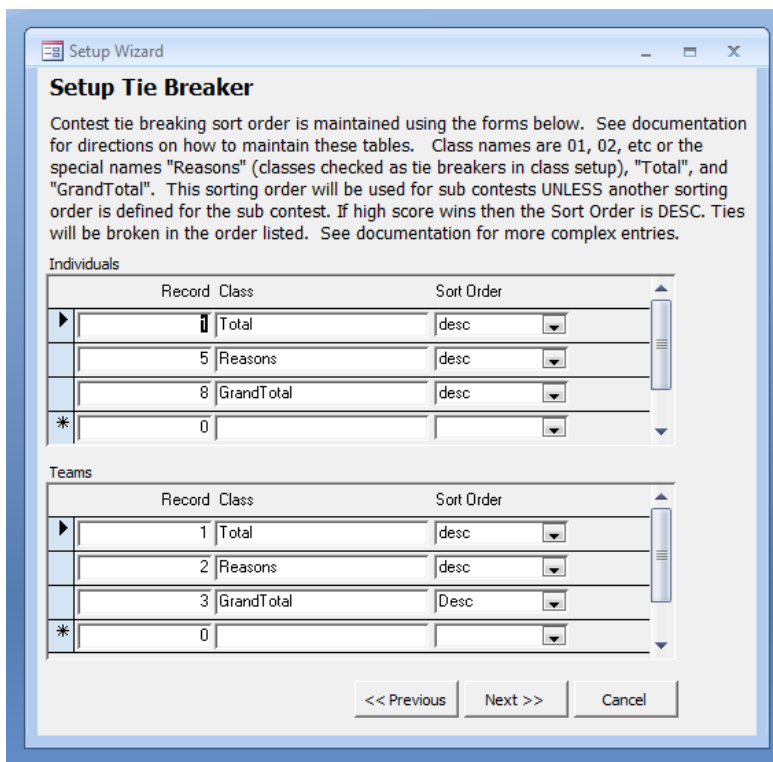 Setup Wizard
Setup Tie Breaker
Contest tie breaking sort order is maintained using the forms below.  See documentation
for directions on how to maintain these tables.   Class names are 01, 02, etc or the
special names "Reasons" (classes checked as tie breakers in class setup), "Total", and
"GrandTotal".  This sorting order will be used for sub contests UNLESS another sorting
order is defined for the sub contest. If high score wins then the Sort Order is DESC. Ties
will be broken in the order listed.  See documentation for more complex entries.
Individuals
Record Class Sort Order
1 Total desc
5 Reasons desc
8 GrandTotal desc
* 0
Teams
Record Class Sort Order
1 Total desc
2 Reasons desc
3 GrandTotal Desc
* 0
<< Previous Next >> Cancel